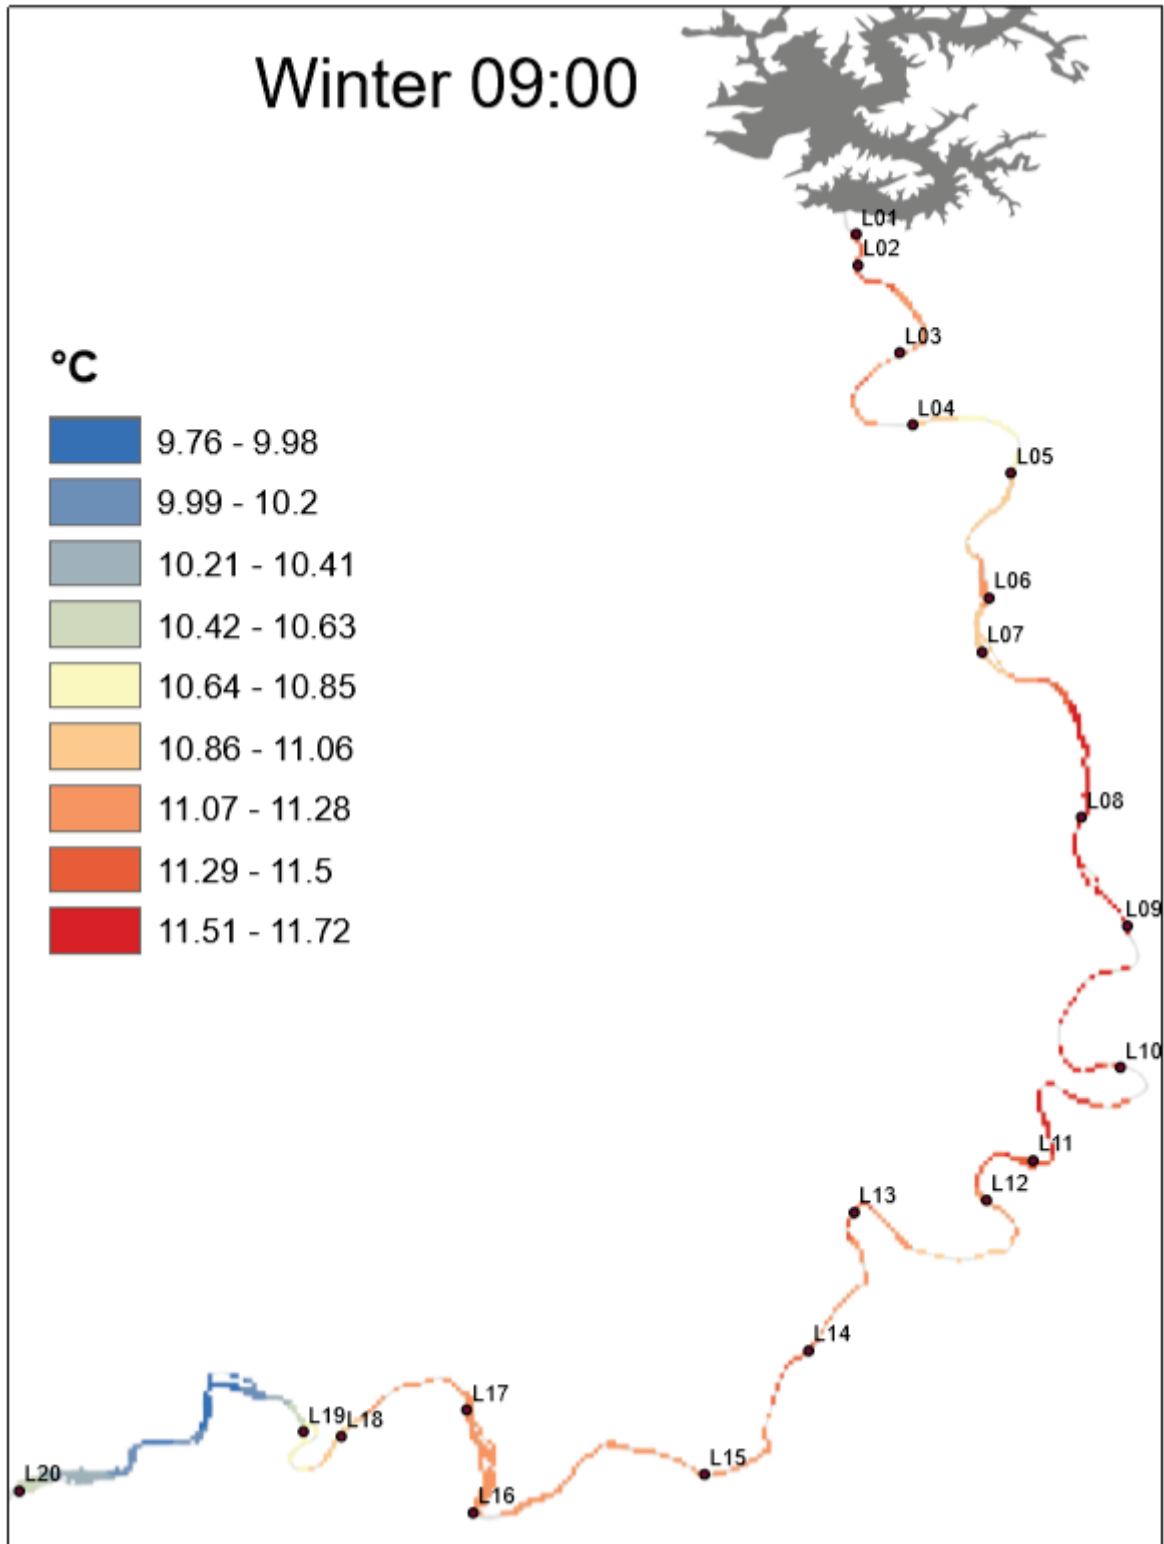 Winter 09:00
L01
L02
L03
°C
L04
9.76 - 9.98
L05
9.99 - 10.2
10.21 - 10.41
L06
10.42 - 10.63
L07
10.64 - 10.85
10.86 - 11.06
11.07 - 11.28
L08
11.29 - 11.5
L09
11.51 - 11.72
L10
L11
L12
L13
L14
L17
L19
L18
L15
L20
L16